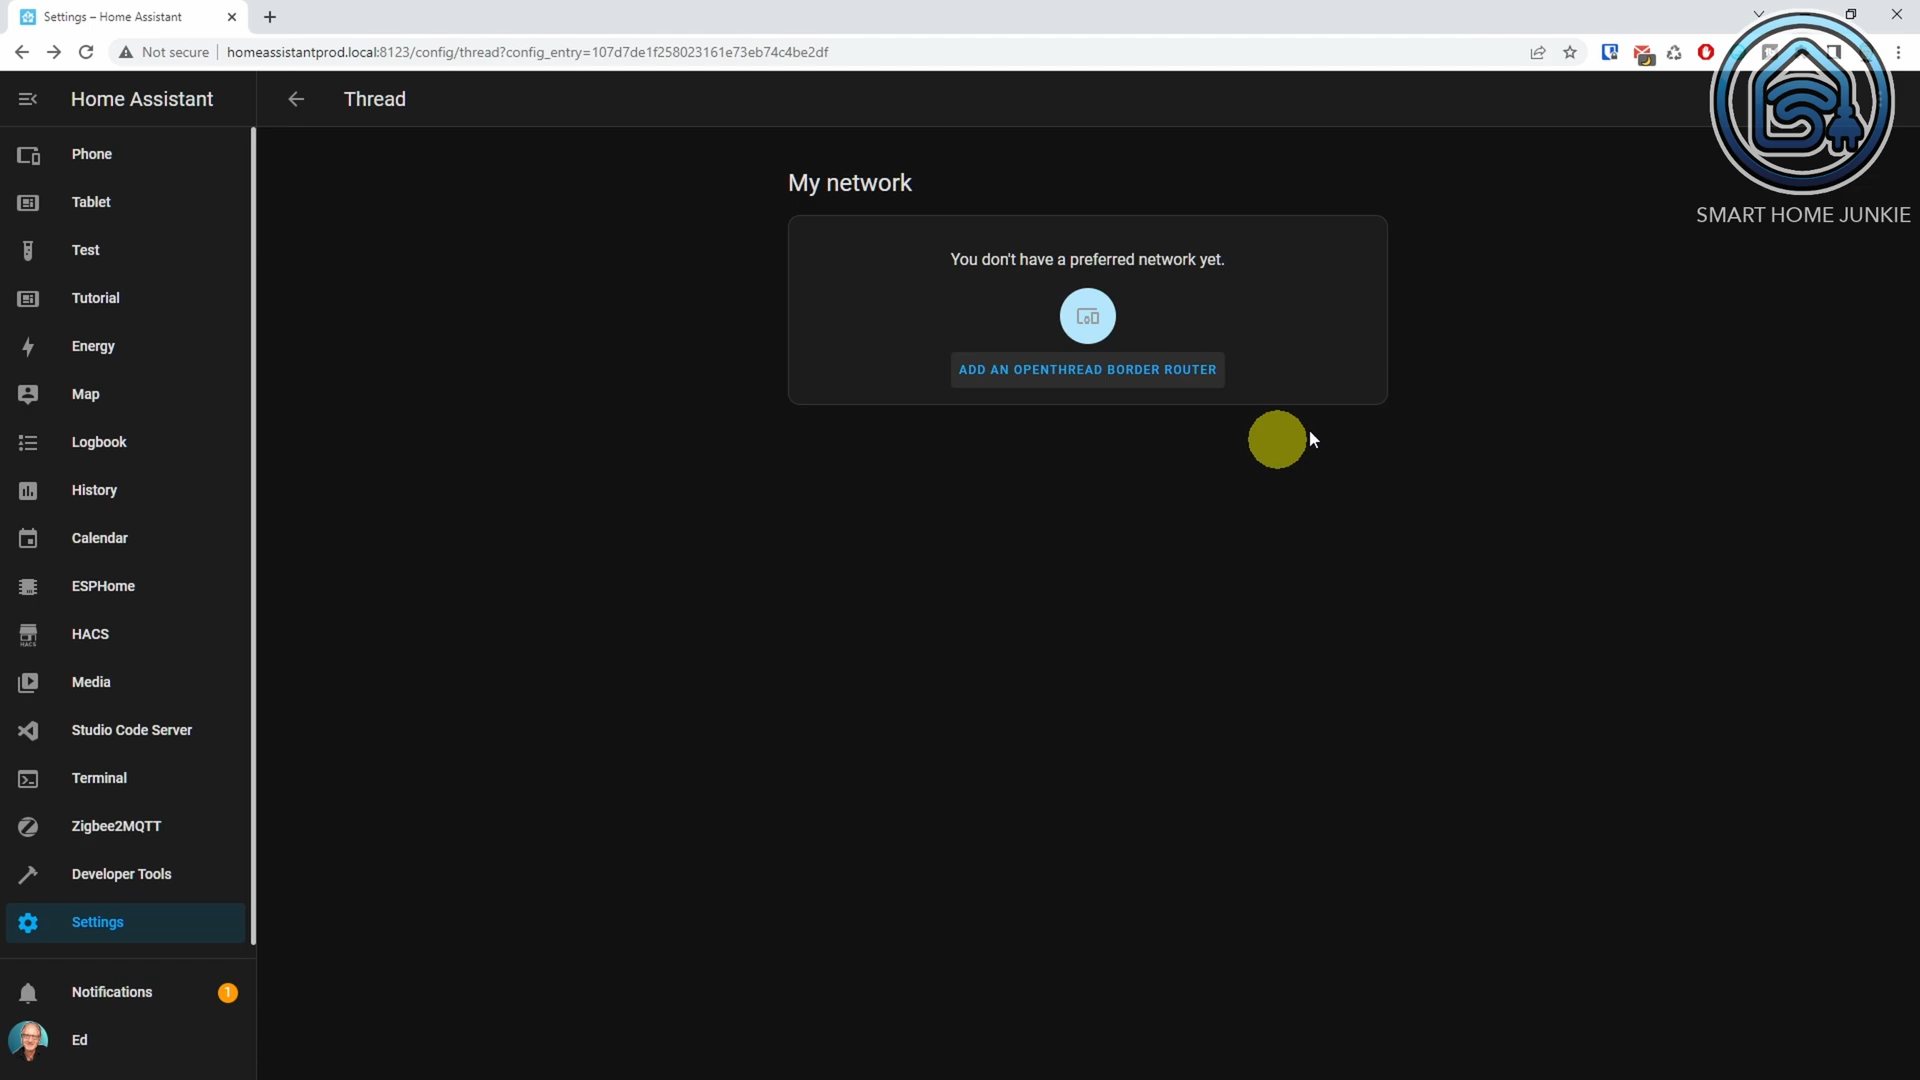 Settings – Home Assistant
Not secure
homeassistantprod.local:8123/config/thread?config_entry=107d7de1f258023161e73eb74c4be2df
Home Assistant
Thread
SMART HOME JUNKIE
Phone
Tablet
Test
Tutorial
Energy
Map
Logbook
History
Calendar
ESPHome
HACS
HACS
Media
Studio Code Server
Terminal
Zigbee2MQTT
Developer Tools
Settings
Notifications
1
Ed
My network
You don't have a preferred network yet.
ADD AN OPENTHREAD BORDER ROUTER